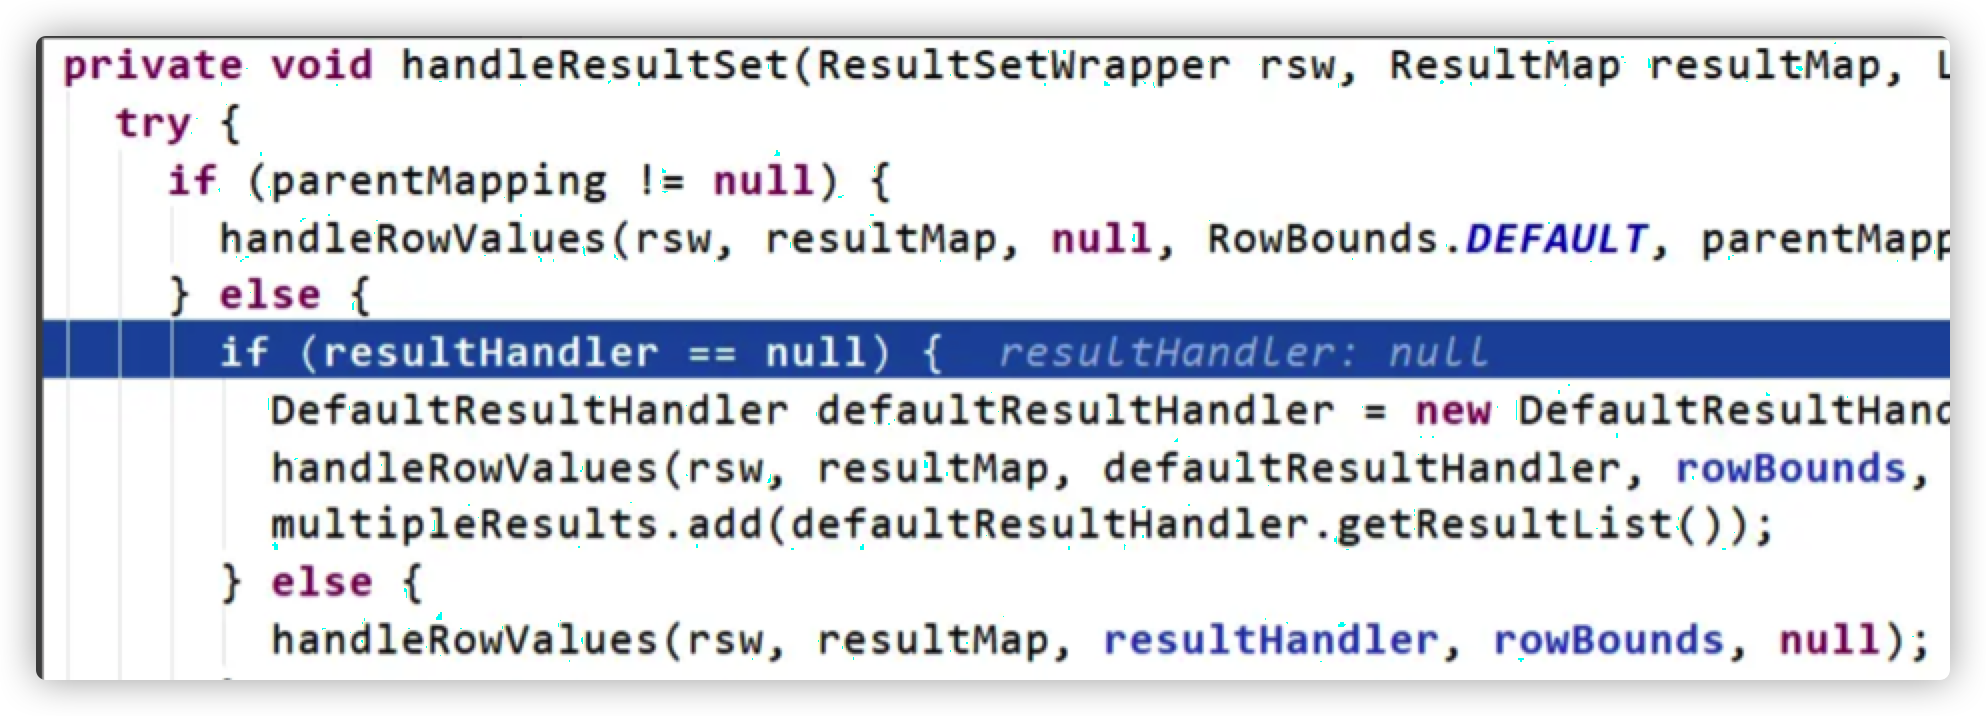 private void handleResultSet(ResultSetWrapper rsw, ResultMap resultMap, L
try {
if (parentMapping != null) {
handleRowValues(rsw, resultMap, null, RowBounds.DEFAULT, parentMapp
} else {
if (resultHandler == null) { resultHandler: null
DefaultResultHandler defaultResultHandler = new DefaultResultHand
handleRowValues(rsw, resultMap, defaultResultHandler, rowBounds,
multipleResults.add(defaultResultHandler.getResultList());
} else {
handleRowValues(rsw, resultMap, resultHandler, rowBounds, null);